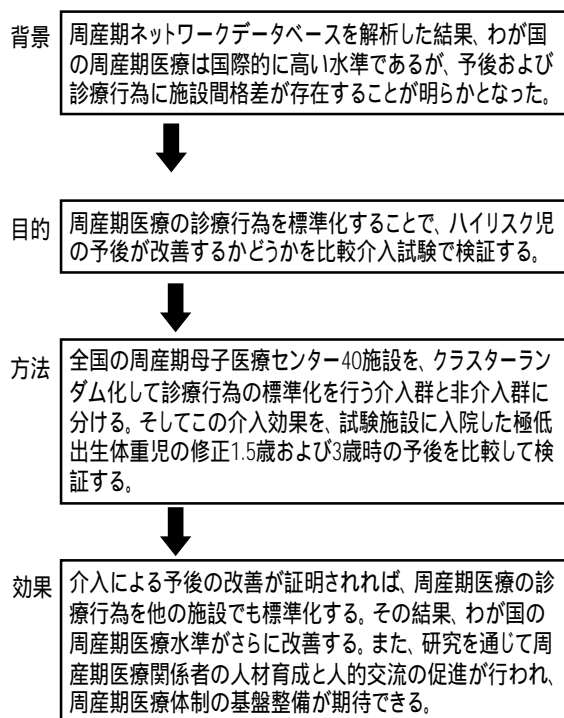 背景
周産期ネットワークデータベースを解析した結果、わが国
の周産期医療は国際的に高い水準であるが、予後および
診療行為に施設間格差が存在することが明らかとなった。
目的
周産期医療の診療行為を標準化することで、ハイリスク児
の予後が改善するかどうかを比較介入試験で検証する。
方法
全国の周産期母子医療センター40施設を、クラスターラン
ダム化して診療行為の標準化を行う介入群と非介入群に
分ける。そしてこの介入効果を、試験施設に入院した極低
出生体重児の修正1.5歳および3歳時の予後を比較して検
証する。
効果
介入による予後の改善が証明されれば、周産期医療の診
療行為を他の施設でも標準化する。その結果、わが国の
周産期医療水準がさらに改善する。また、研究を通じて周
産期医療関係者の人材育成と人的交流の促進が行われ、
周産期医療体制の基盤整備が期待できる。